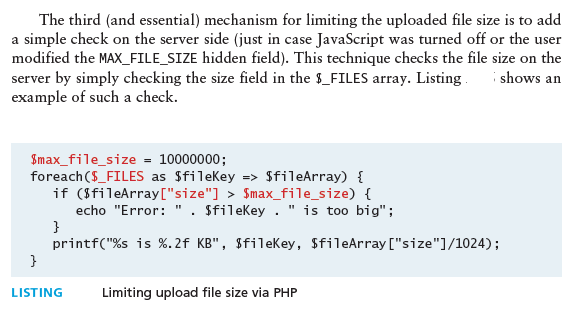 The third (and essential) mechanism for limiting the uploaded file size is to add
a simple check on the server side (just in case JavaScript was turned off or the user
modified the MAX_FILE_SIZE hidden field). This technique checks the file size on the
server by simply checking the size field in the $_FILES array. Listing shows an
example of such a check.
$max_file_size = 10000000;
foreach($_FILES as $fileKey => $fileArray) {
if ($fileArray["size"] > $max_file_size) {
echo "Error: " . $fileKey . " is too big";
}
printf("%s is %.2f KB", $fileKey, $fileArray["size"]/1024);
}
LISTING Limiting upload file size via PHP